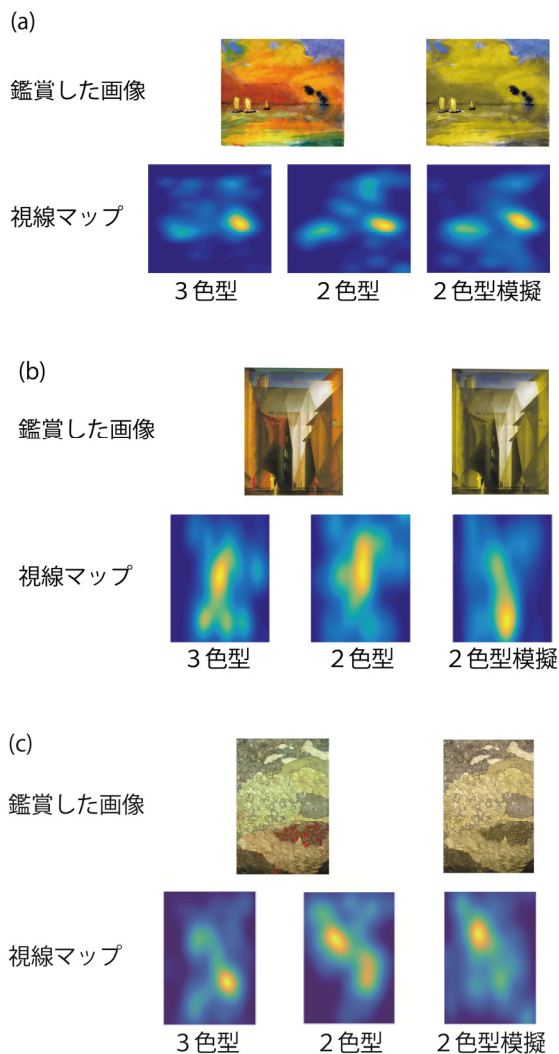 (a)
鑑賞した画像
視線マップ
３色型 ２色型 ２色型模擬
(b)
鑑賞した画像
視線マップ
３色型 ２色型 ２色型模擬
(c)
鑑賞した画像
視線マップ
３色型 ２色型 ２色型模擬